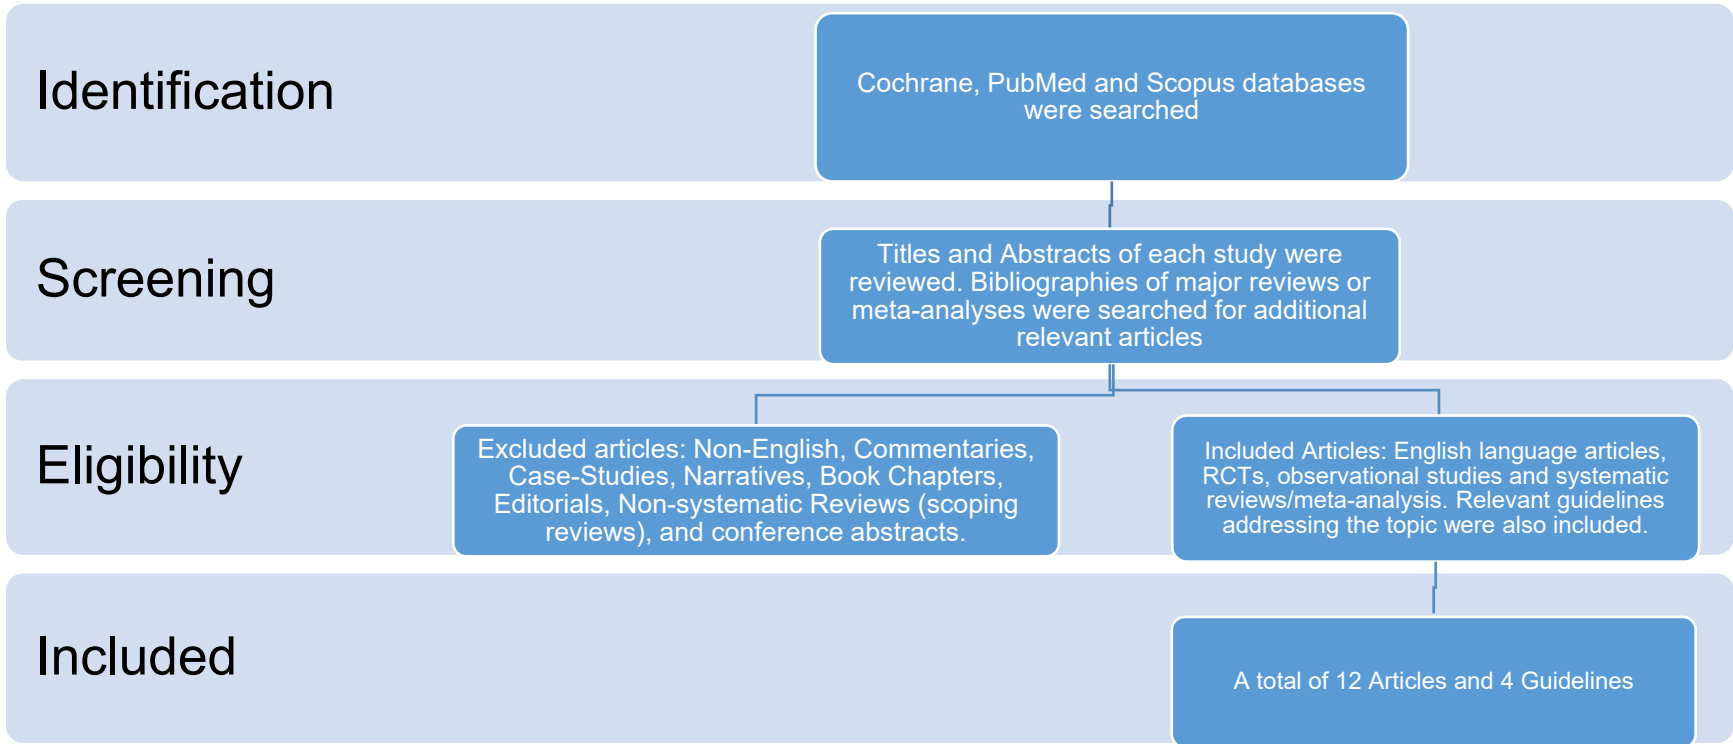 Identification
Cochrane, PubMed and Scopus databases
were searched
Screening
Titles and Abstracts of each study were
reviewed. Bibliographies of major reviews or
meta-analyses were searched for additional
relevant articles
Eligibility
Excluded articles: Non-English, Commentaries,
Case-Studies, Narratives, Book Chapters,
Editorials, Non-systematic Reviews (scoping
reviews), and conference abstracts.
Included Articles: English language articles,
RCTs, observational studies and systematic
reviews/meta-analysis. Relevant guidelines
addressing the topic were also included.
Included
A total of 12 Articles and 4 Guidelines